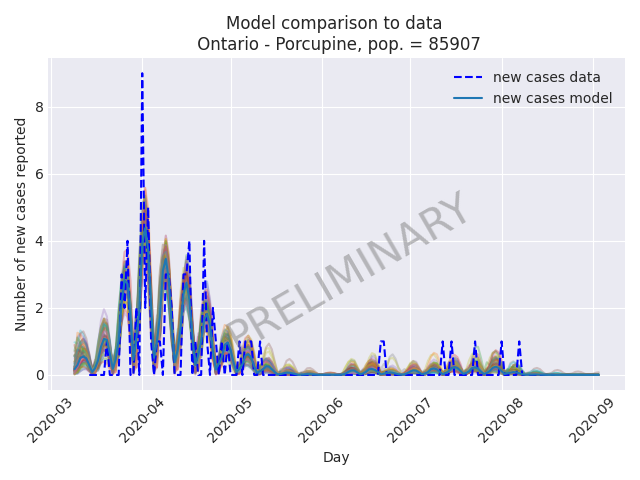 Model comparison to data
Ontario - Porcupine, pop. = 85907
new cases data
new cases model
Number of new cases reported
8
6
4
2
0
PRELIMINARY
2020-03
2020-04
2020-05
2020-06
2020-07
2020-08
2020-09
Day